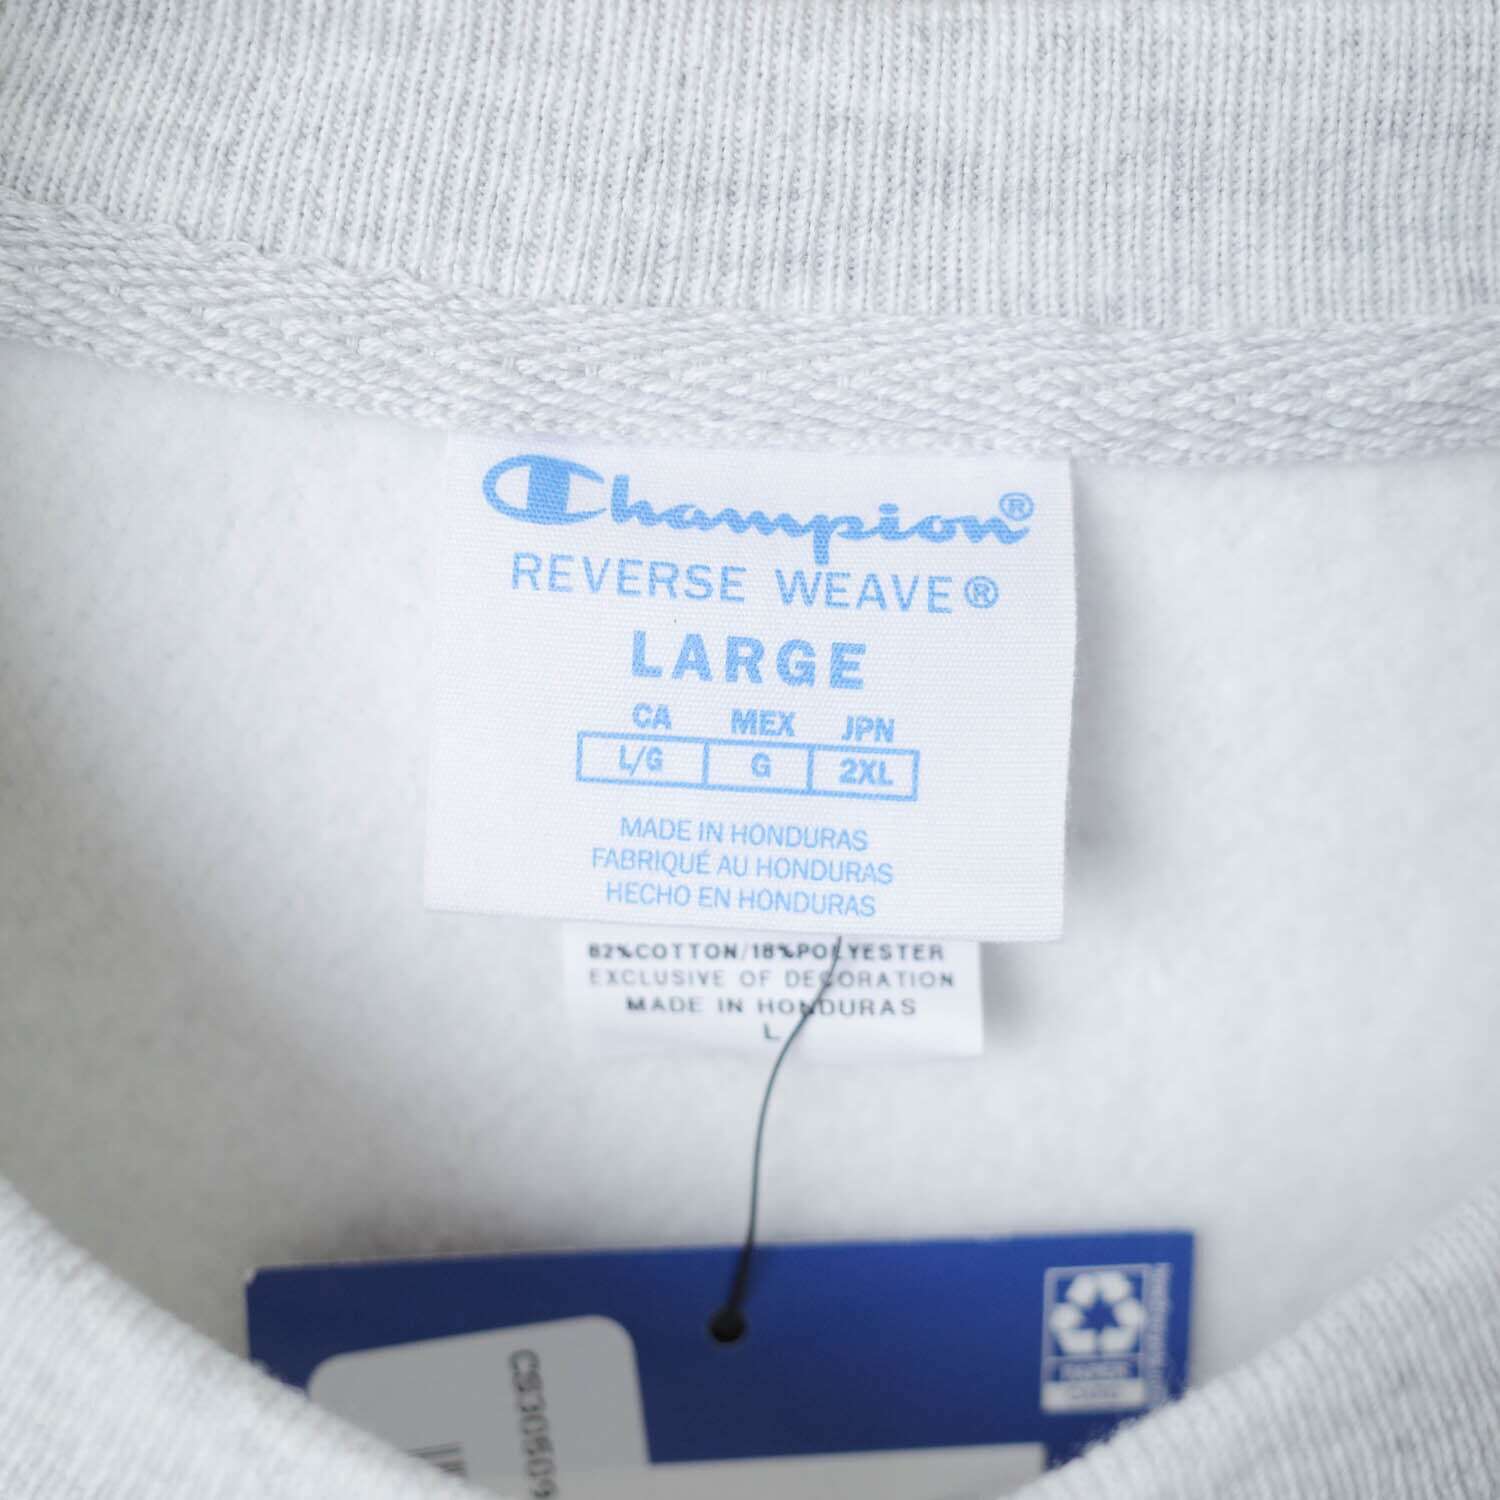 Champion®
REVERSE WEAVE®
LARGE
CA MEX JPN
L/G G 2XL
MADE IN HONDURAS
FABRIQUÉ AU HONDURAS
HECHO EN HONDURAS
82%COTTON/18%POLYESTER
EXCLUSIVE OF DECORATION
MADE IN HONDURAS
L